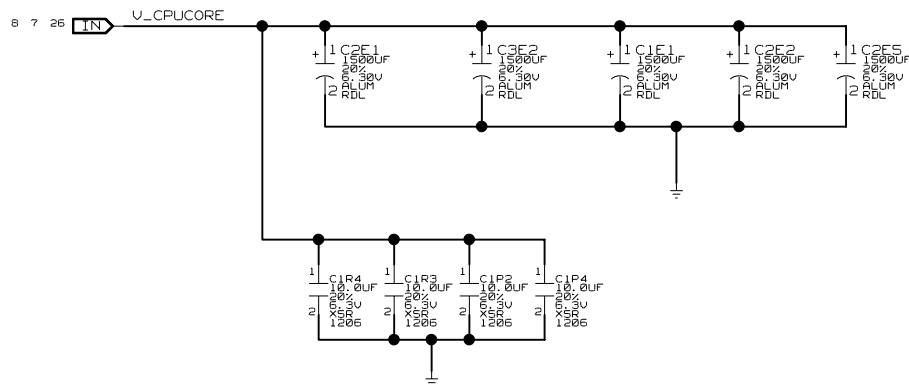 8 7 26 IN V_CPUCORE
1 C2E1
+ 1500UF
20%
6.30V
ALUM
2 RDL
1 C3E2
+ 1500UF
20%
6.30V
ALUM
2 RDL
1 C1E1
+ 1500UF
20%
6.30V
ALUM
2 RDL
1 C2E2
+ 1500UF
20%
6.30V
ALUM
2 RDL
1 C2E5
+ 1500UF
20%
6.30V
ALUM
2 RDL
1 C1R4
10.0UF
20%
6.3V
2 X5R
1206
1 C1R3
10.0UF
20%
6.3V
2 X5R
1206
1 C1P2
10.0UF
20%
6.3V
2 X5R
1206
1 C1P4
10.0UF
20%
6.3V
2 X5R
1206